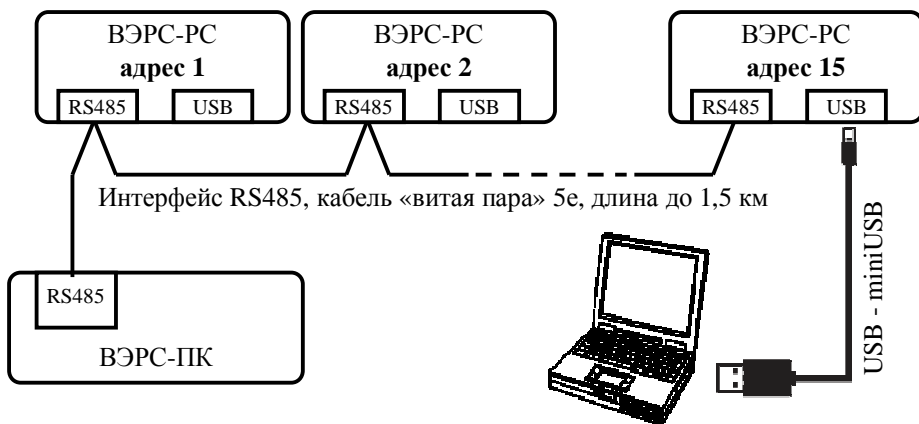 ВЭРС-РС
адрес 1
RS485
USB
ВЭРС-РС
адрес 2
RS485
USB
ВЭРС-РС
адрес 15
RS485
USB
Интерфейс RS485, кабель «витая пара» 5е, длина до 1,5 км
RS485
ВЭРС-ПК
USB - miniUSB